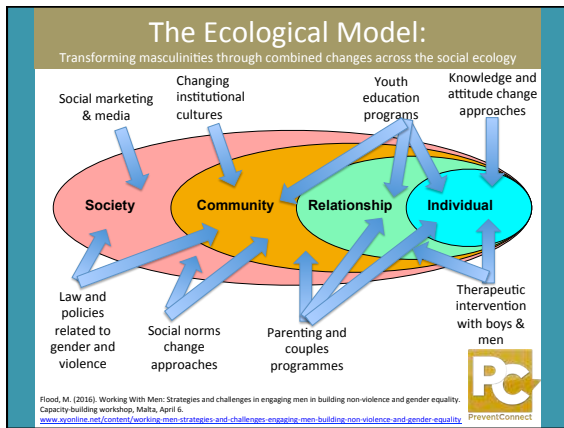 The Ecological Model:
Transforming masculinities through combined changes across the social ecology
Social marketing
& media
Changing
institutional
cultures
Youth
education
programs
Knowledge and
attitude change
approaches
Society
Community
Relationship
Individual
Law and
policies
related to
gender and
violence
Social norms
change
approaches
Parenting and
couples
programmes
Therapeutic
intervention
with boys &
men
Flood, M. (2016). Working With Men: Strategies and challenges in engaging men in building non-violence and gender equality.
Capacity-building workshop, Malta, April 6.
www.xyonline.net/content/working-men-strategies-and-challenges-engaging-men-building-non-violence-and-gender-equality
PC
PreventConnect